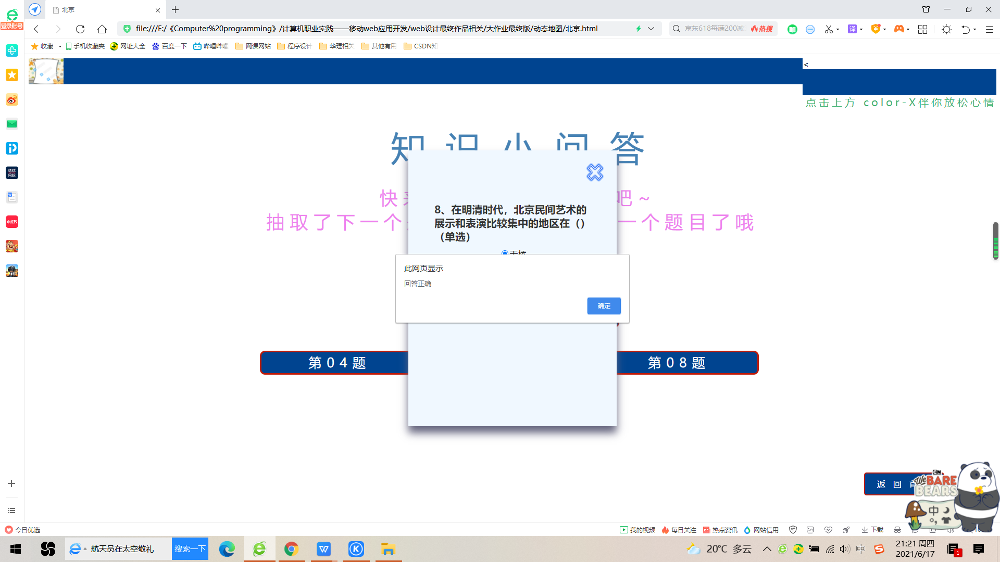 北京
登录账号
file:///E:/《Computer%20programming》/计算机职业实践——移动web应用开发/web设计最终作品相关/大作业最终版/动态地图/北京.html
京东618每满200减
热搜
译
收藏
手机收藏夹
网址大全
百度一下
哔哩哔哩
网课网站
程序设计
华理相关
其他有用
CSDN知
<
点击上方 color-X伴你放松心情
知识小问答
快来
吧~
抽取了下一个
一个题目了哦
8、在明清时代，北京民间艺术的
展示和表演比较集中的地区在（）
（单选）
天桥
此网页显示
回答正确
确定
第04题
第08题
环球
网校
小红书
返回首
CN
We BARE
BEARS
中
今日优选
我的视频
每日关注
热点资讯
网站信用
下载
航天员在太空敬礼
搜索一下
20°C 多云
中
21:21 周四
2021/6/17
1